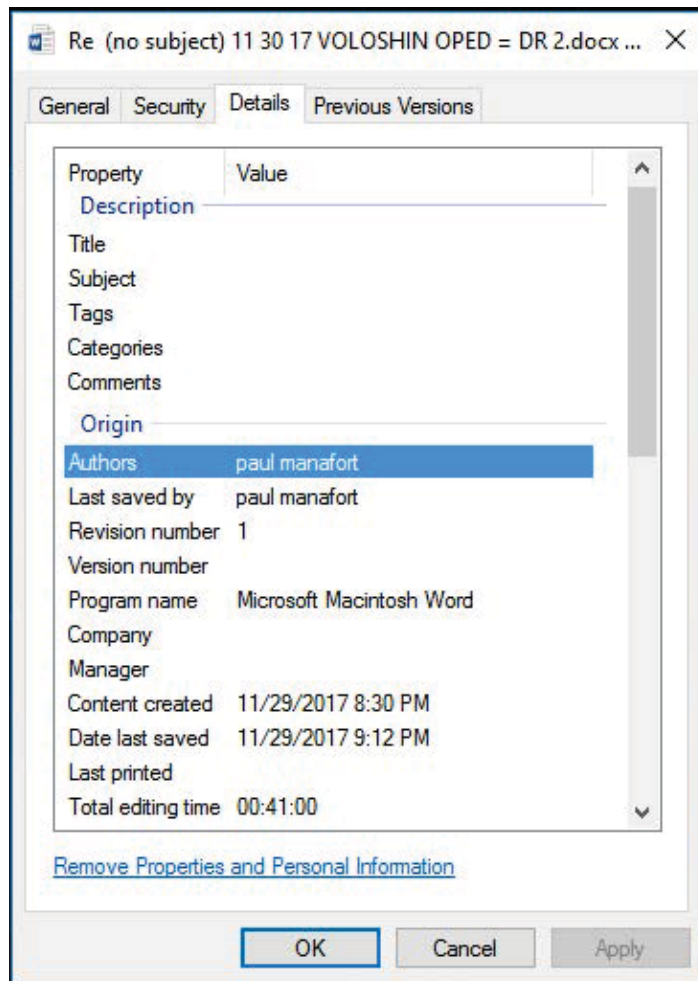 Re (no subject) 11 30 17 VOLOSHIN OPED = DR 2.docx ...
General Security Details Previous Versions
Property Value
Description
Title
Subject
Tags
Categories
Comments
Origin
Authors paul manafort
Last saved by paul manafort
Revision number 1
Version number
Program name Microsoft Macintosh Word
Company
Manager
Content created 11/29/2017 8:30 PM
Date last saved 11/29/2017 9:12 PM
Last printed
Total editing time 00:41:00
Remove Properties and Personal Information
OK Cancel Apply